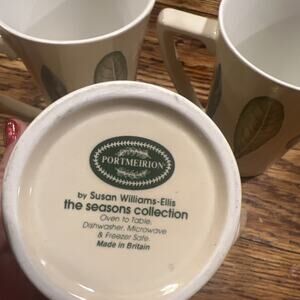 PORTMEIRION
by Susan Williams-Ellis
the seasons collection
Oven to Table,
Dishwasher, Microwave
& Freezer Safe.
Made in Britain